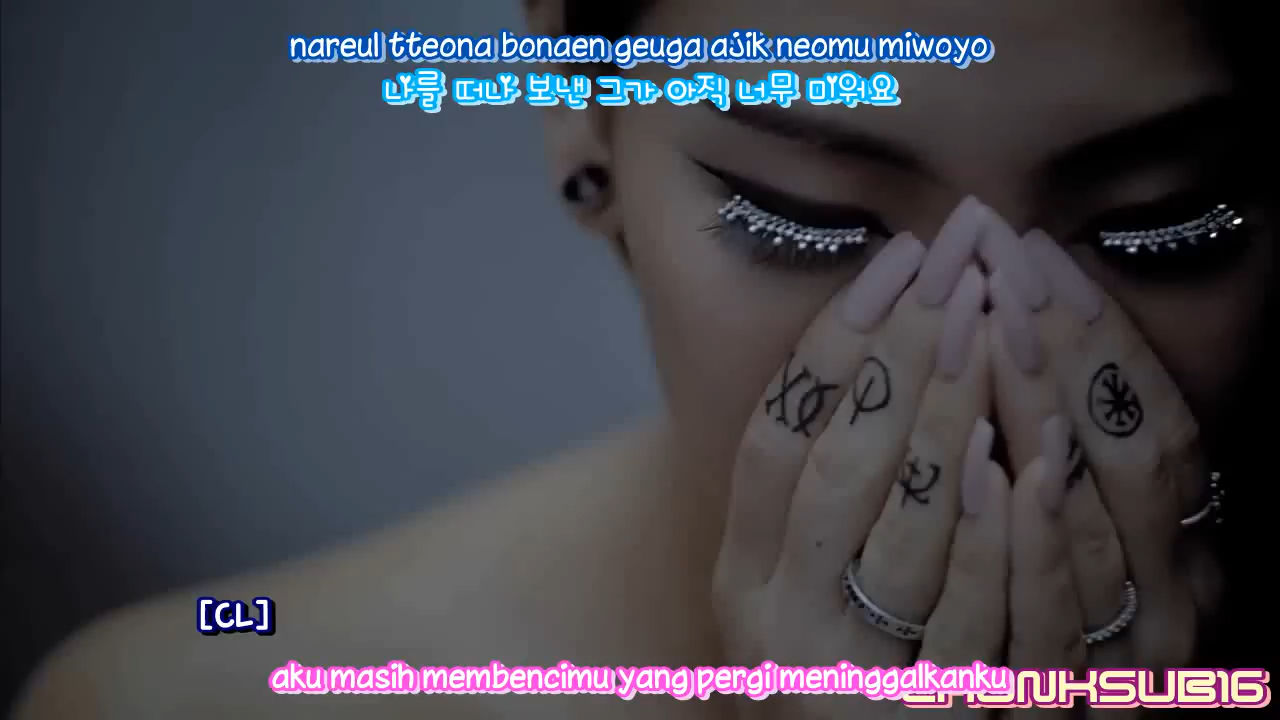 nareul tteona bonaen geuga ajik neomu miwoyo
나를 떠나 보낸 그가 아직 너무 미워요
[CL]
aku masih membencimu yang pergi meninggalkanku